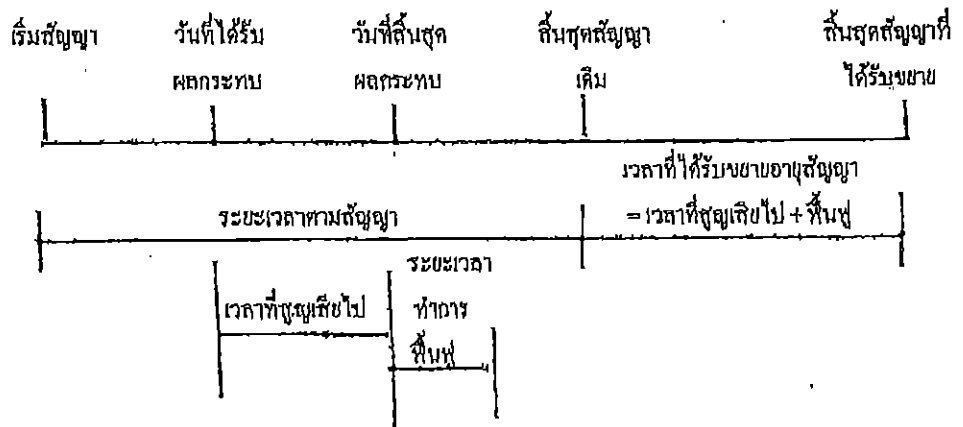 เริ่มสัญญา วันที่ได้รับ วันที่สิ้นสุด สิ้นสุดสัญญา สิ้นสุดสัญญาที่
ผลกระทบ ผลกระทบ เดิม ได้รับขยาย
เวลาที่ได้รับขยายอายุสัญญา
ระยะเวลาตามสัญญา = เวลาที่สูญเสียไป + ฟื้นฟู
ระยะเวลา
เวลาที่สูญเสียไป ทำการ
ฟื้นฟู